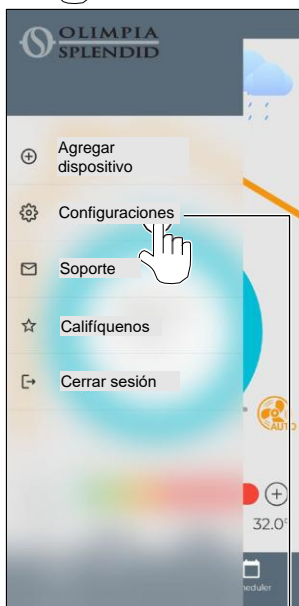 OLIMPIA
SPLENDID
Agregar
dispositivo
Configuraciones
Soporte
Califíquenos
Cerrar sesión
AUTO
32.0°